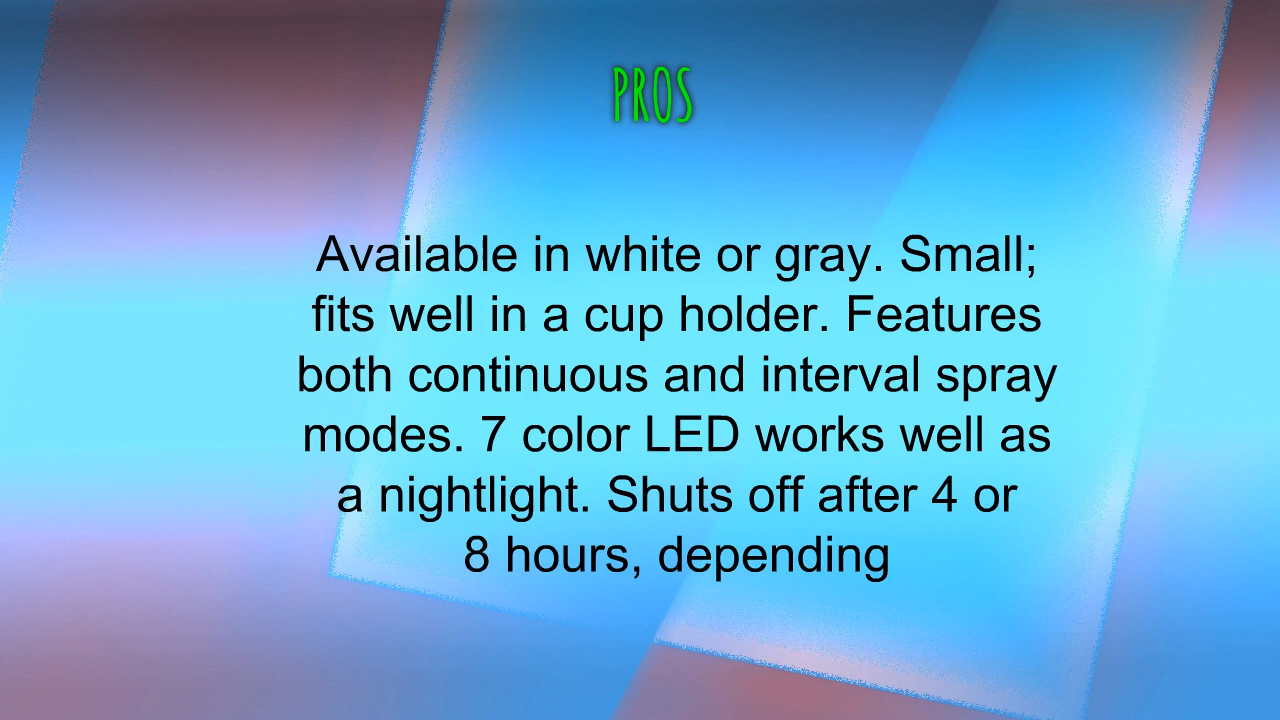 PROS
Available in white or gray. Small;
fits well in a cup holder. Features
both continuous and interval spray
modes. 7 color LED works well as
a nightlight. Shuts off after 4 or
8 hours, depending